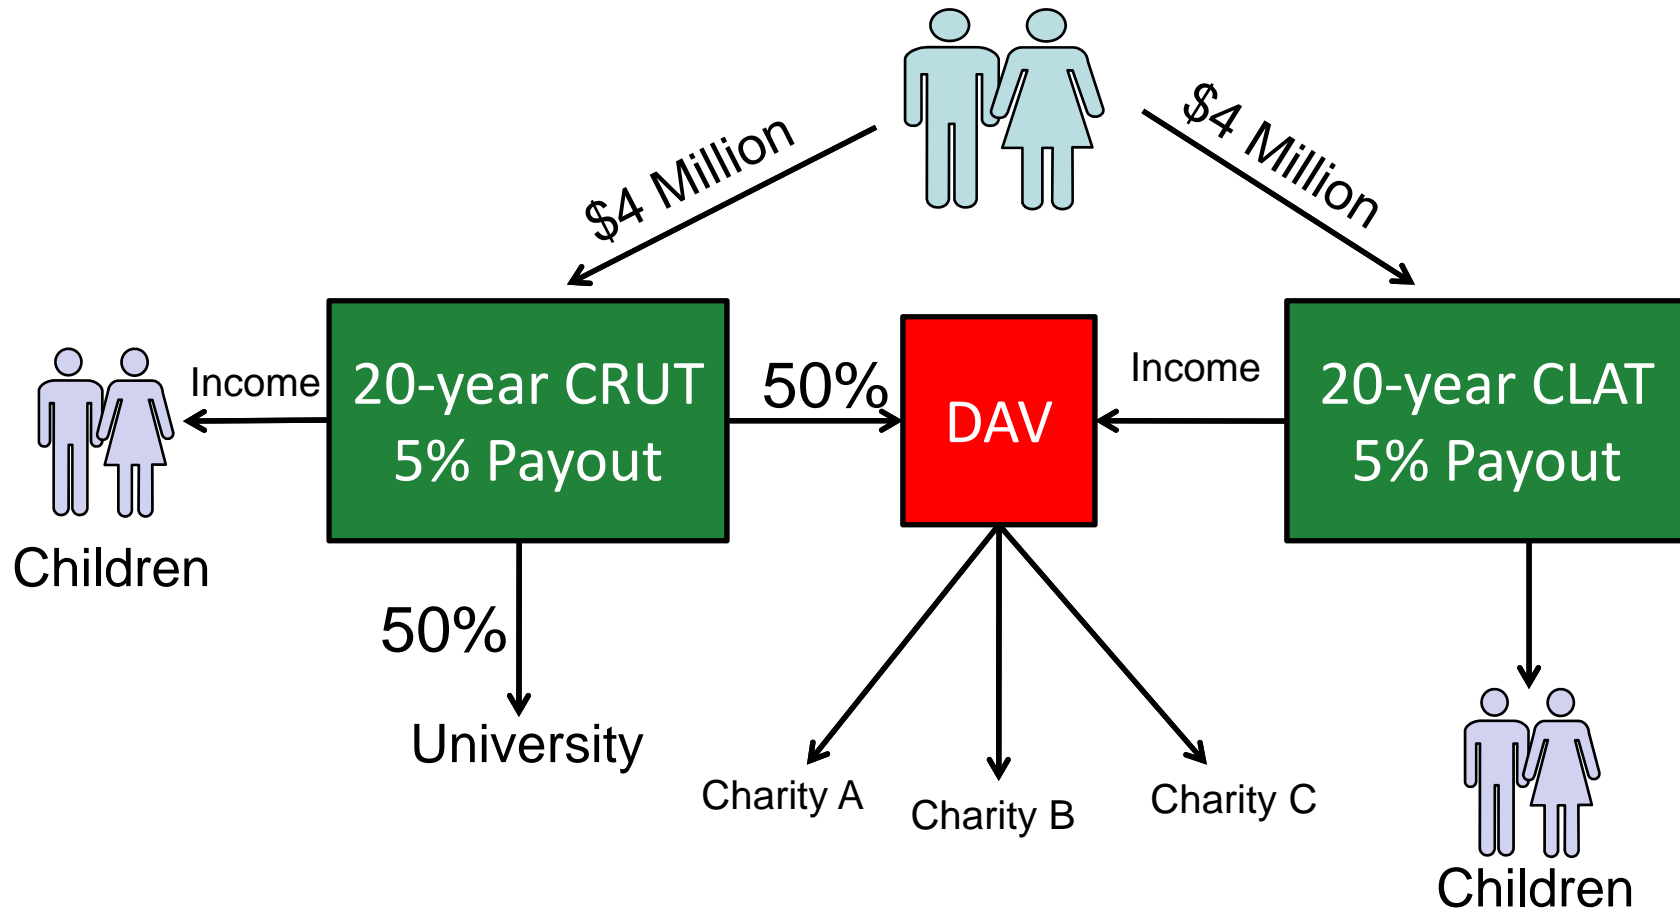 $4 Million
$4 Million
Income
20-year CRUT
5% Payout
50%
DAV
Income
20-year CLAT
5% Payout
Children
50%
University
Charity A
Charity B
Charity C
Children